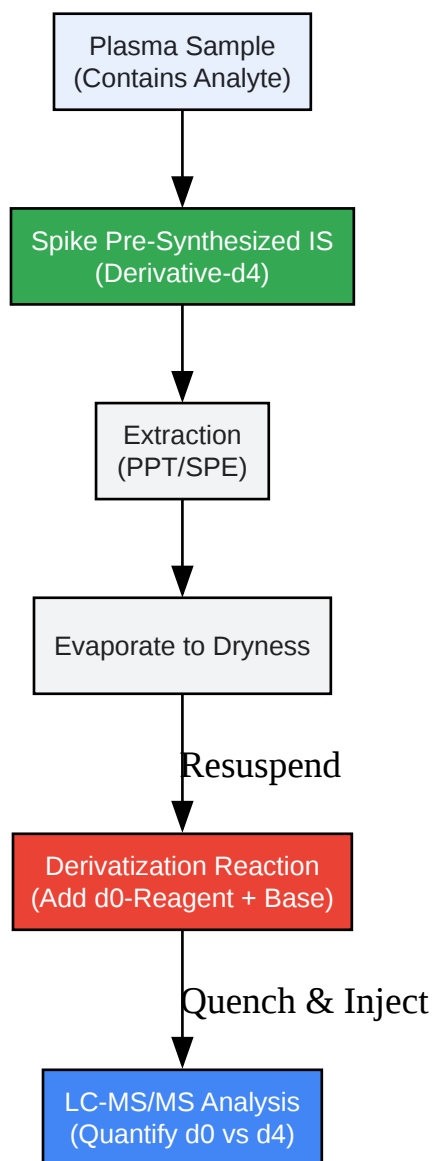 Plasma Sample
(Contains Analyte)
Spike Pre-Synthesized IS
(Derivative-d4)
Extraction
(PPT/SPE)
Evaporate to Dryness
Resuspend
Derivatization Reaction
(Add d0-Reagent + Base)
Quench & Inject
LC-MS/MS Analysis
(Quantify d0 vs d4)